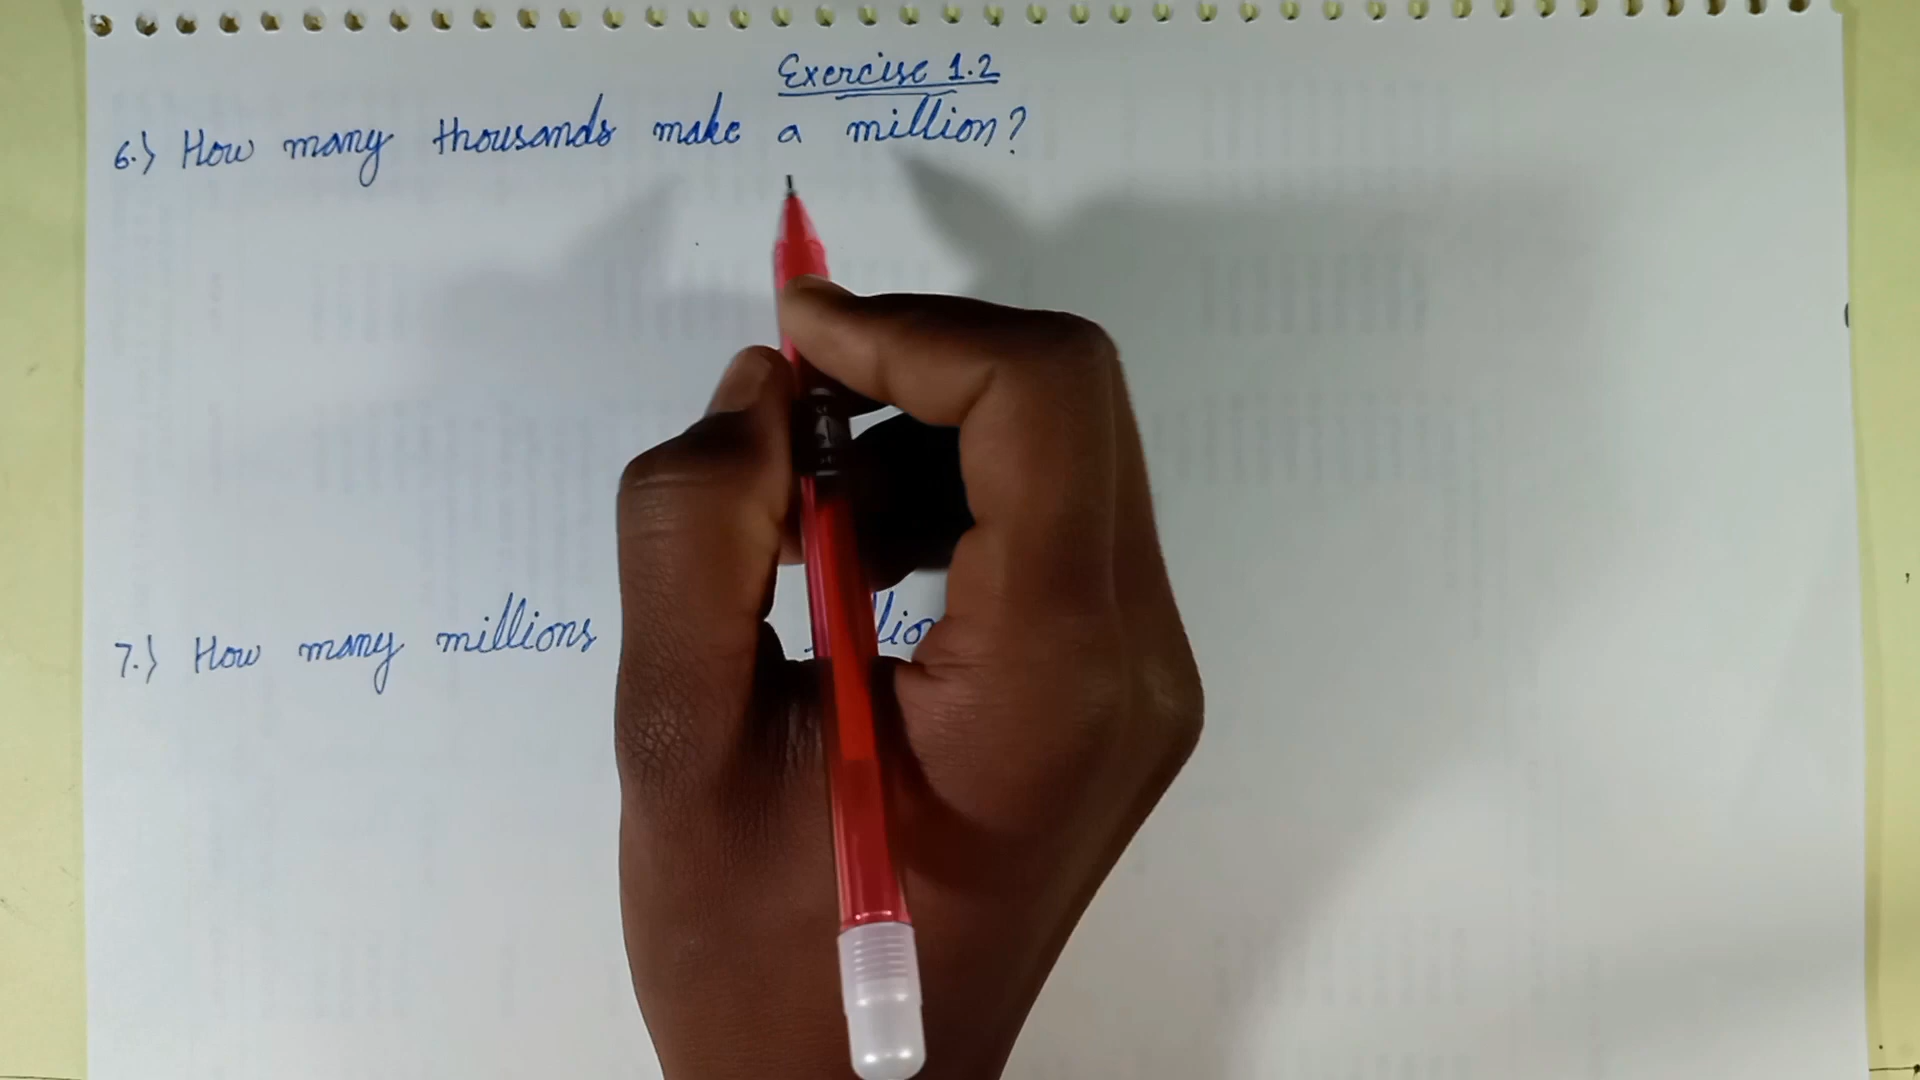 Exercise 1.2
6.) How many thousands make a million?
7.) How many millions